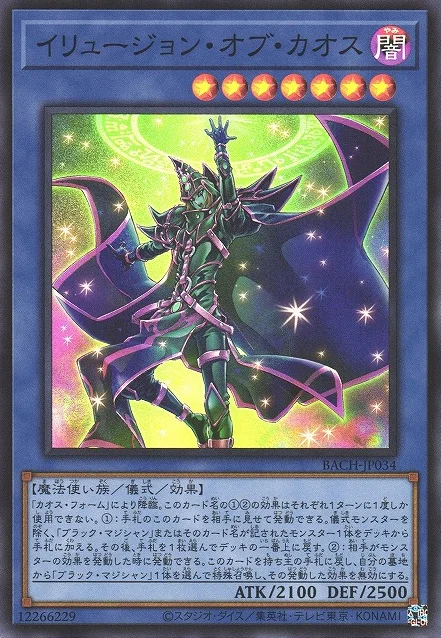 イリュージョン・オブ・カオス
闇
BACH-JP034
【魔法使い族/儀式/効果】
「カオス・フォーム」により降臨。このカード名の①②の効果はそれぞれ1ターンに1度しか
使用できない。①：手札のこのカードを相手に見せて発動できる。儀式モンスターを
除く、「ブラック・マジシャン」またはそのカード名が記されたモンスター1体をデッキから
手札に加える。その後、手札を1枚選んでデッキの一番上に戻す。②：相手がモンス
ターの効果を発動した時に発動できる。このカードを持ち主の手札に戻し、自分の墓地
から「ブラック・マジシャン」1体を選んで特殊召喚し、その発動した効果を無効にする。
ATK/2100 DEF/2500
12266229
©スタジオ・ダイス/集英社・テレビ東京・KONAMI